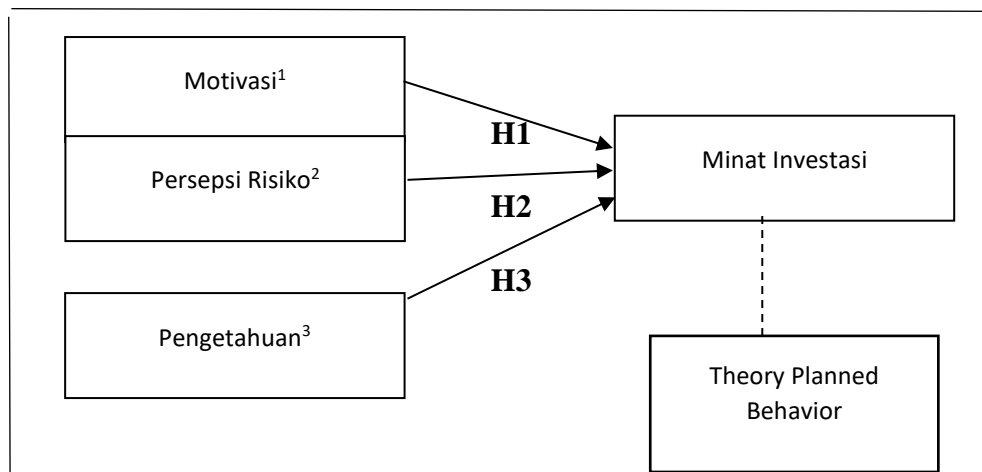 Motivasi¹
H1
Minat Investasi
Persepsi Risiko²
H2
H3
Pengetahuan³
Theory Planned
Behavior